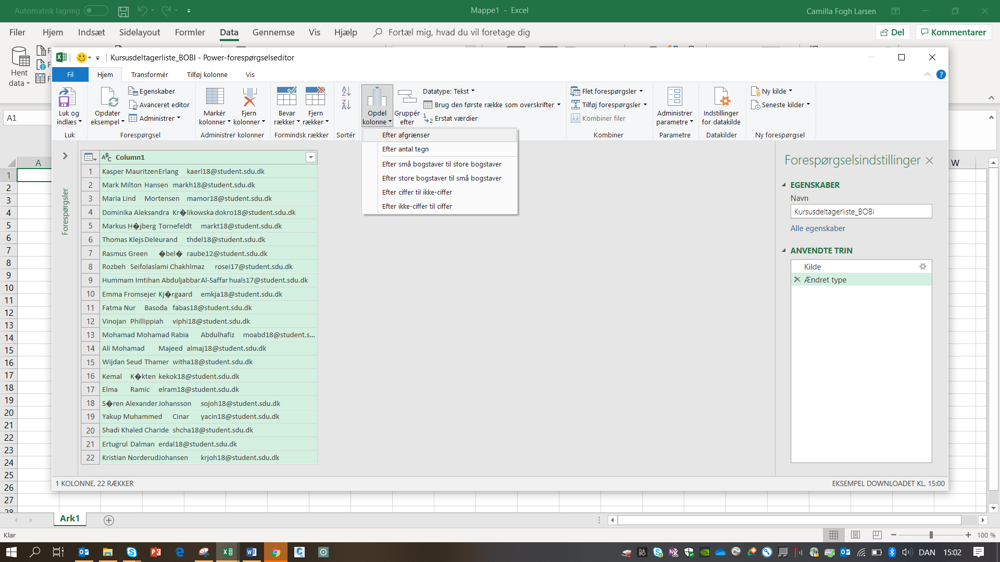 Automatisk lagring
Mappe1 - Excel
Camilla Fogh Larsen
Filer Hjem Indsæt Sidelayout Formler Data Gennemse Vis Hjælp Fortæl mig, hvad du vil foretage dig
Del
Kommentarer
Hent
data
A1
Kursusdeltagerliste_BOBI - Power-forespørgselseditor
Fil Hjem Transformér Tilføj kolonne Vis
Luk og
indlæs
Luk
Opdater
eksempel
Egenskaber
Avanceret editor
Administrer
Forespørgsel
Markér
kolonner
Fjern
kolonner
Administrer kolonner
Bevar
rækker
Fjern
rækker
Formindsk rækker
Sortér
Opdel
kolonne
Gruppér
efter
Datatype: Tekst
Brug den første række som overskrifter
Erstat værdier
Flet forespørgsler
Tilføj forespørgsler
Kombiner filer
Kombiner
Administrer
parametre
Parametre
Indstillinger
for datakilde
Datakilder
Ny kilde
Seneste kilder
Ny forespørgsel
Efter afgrænser
Efter antal tegn
Efter små bogstaver til store bogstaver
Efter store bogstaver til små bogstaver
Efter ciffer til ikke-ciffer
Efter ikke-ciffer til ciffer
Forespørgsler
Column1
1 Kasper MauritzenErlang kaerl18@student.sdu.dk
2 Mark Milton Hansen markh18@student.sdu.dk
3 Maria Lind Mortensen mamor18@student.sdu.dk
4 Dominika Aleksandra Kr�likowska dokro18@student.sdu.dk
5 Markus H�jberg Tornefeldt markt18@student.sdu.dk
6 Thomas Klejs Deleurand thdel18@student.sdu.dk
7 Rasmus Green �bel� raube12@student.sdu.dk
8 Rozbeh Seifolaslami Chakhlmaz rosei17@student.sdu.dk
9 Hummam Imtihan AbduljabbarAl-Saffar huals17@student.sdu.dk
10 Emma Fromsejer Kj�rgaard emkja18@student.sdu.dk
11 Fatma Nur Basoda fabas18@student.sdu.dk
12 Vinojan Phillippiah viphi18@student.sdu.dk
13 Mohamad Mohamad Rabia Abdulhafiz moabd18@student.s...
14 Ali Mohamad Majeed almaj18@student.sdu.dk
15 Wijdan Seud Thamer witha18@student.sdu.dk
16 Kemal K�kten kekok18@student.sdu.dk
17 Elma Ramic elram18@student.sdu.dk
18 S�ren Alexander Johansson sojoh18@student.sdu.dk
19 Yakup Muhammed Cinar yacin18@student.sdu.dk
20 Shadi Khaled Charide shcha18@student.sdu.dk
21 Ertugrul Dalman erdal18@student.sdu.dk
22 Kristian NorderudJohansen krjoh18@student.sdu.dk
Forespørgselsindstillinger
EGENSKABER
Navn
Kursusdeltagerliste_BOBI
Alle egenskaber
ANVENDTE TRIN
Kilde
Ændret type
1 KOLONNE, 22 RÆKKER
EKSEMPEL DOWNLOADET KL. 15:00
A
W
1
2
3
4
5
6
7
8
9
10
11
12
13
14
15
16
17
18
19
20
21
22
23
24
25
26
27
28
Ark1
Klar
100 %
DAN 15:02